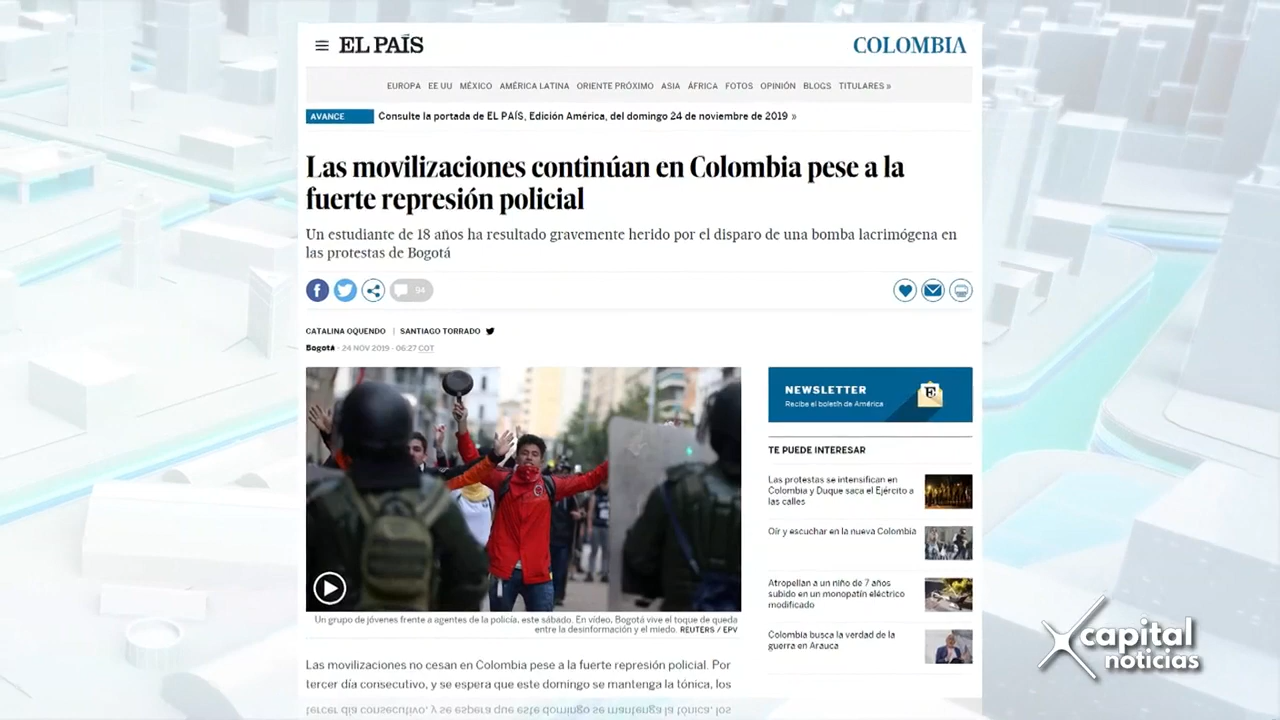 EL PAÍS
COLOMBIA
EUROPA EE UU MÉXICO AMÉRICA LATINA ORIENTE PRÓXIMO ASIA ÁFRICA FOTOS OPINIÓN BLOGS TITULARES »
AVANCE Consulte la portada de EL PAÍS, Edición América, del domingo 24 de noviembre de 2019 »
Las movilizaciones continúan en Colombia pese a la
fuerte represión policial
Un estudiante de 18 años ha resultado gravemente herido por el disparo de una bomba lacrimógena en
las protestas de Bogotá
94
CATALINA OQUENDO | SANTIAGO TORRADO
Bogotá - 24 NOV 2019 - 06:27 COT
Un grupo de jóvenes frente a agentes de la policía, este sábado. En vídeo, Bogotá vive el toque de queda
entre la desinformación y el miedo. REUTERS / EPV
Las movilizaciones no cesan en Colombia pese a la fuerte represión policial. Por
tercer día consecutivo, y se espera que este domingo se mantenga la tónica, los
NEWSLETTER
Recibe el boletín de América
E
TE PUEDE INTERESAR
Las protestas se intensifican en
Colombia y Duque saca el Ejército a
las calles
Oír y escuchar en la nueva Colombia
Atropellan a un niño de 7 años
subido en un monopatín eléctrico
modificado
Colombia busca la verdad de la
guerra en Arauca
capital
noticias